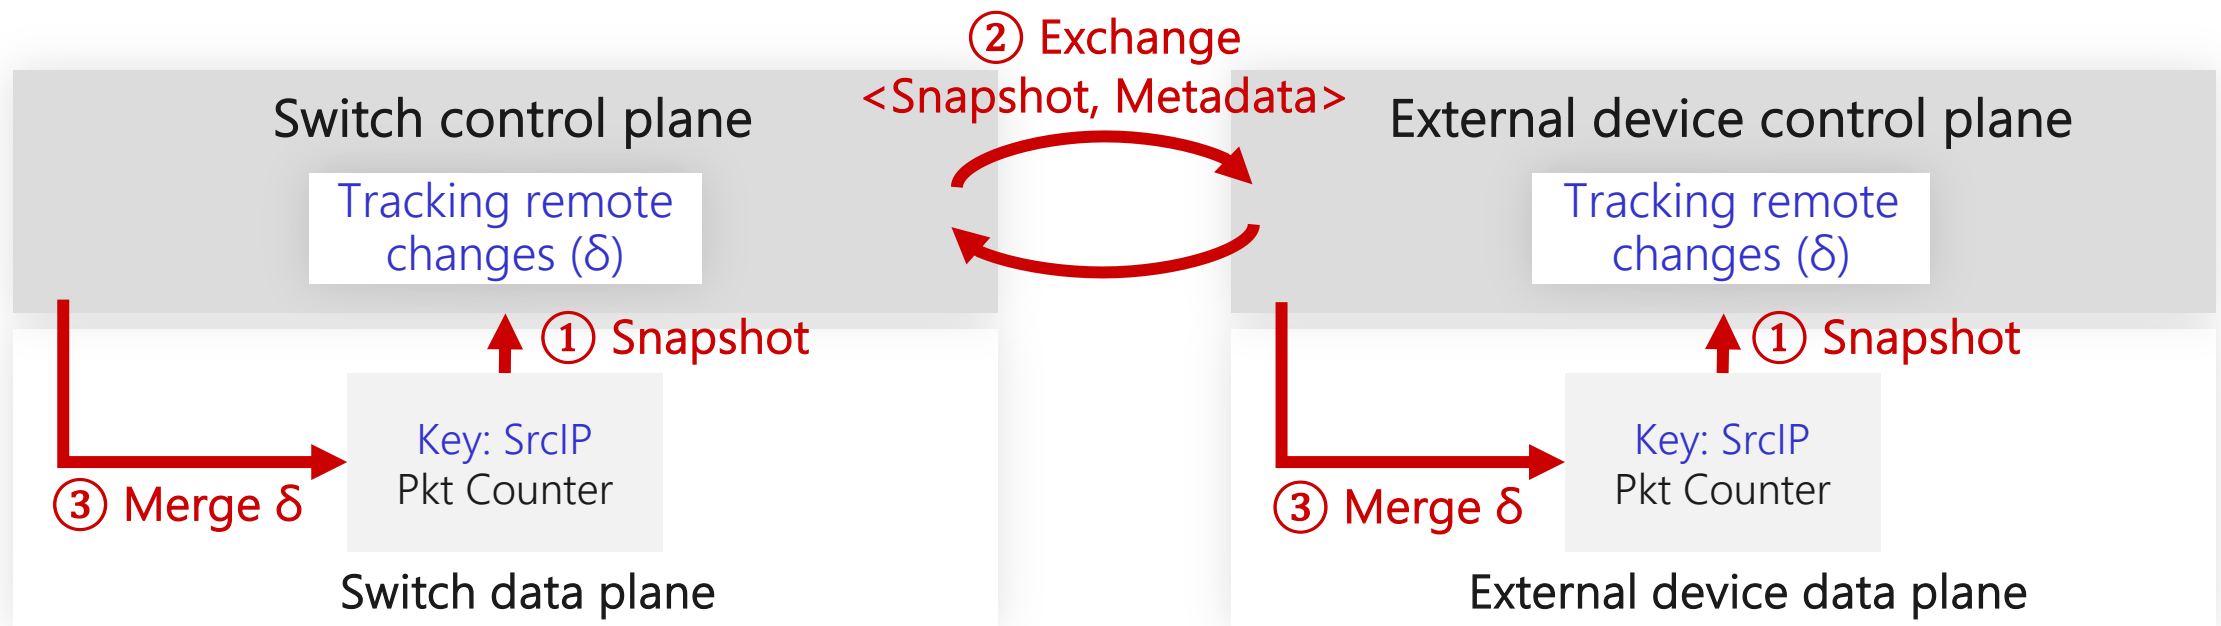 ② Exchange
<Snapshot, Metadata>
Switch control plane
Tracking remote
changes (δ)
① Snapshot
Key: SrcIP
Pkt Counter
③ Merge δ
Switch data plane
External device control plane
Tracking remote
changes (δ)
① Snapshot
Key: SrcIP
Pkt Counter
③ Merge δ
External device data plane